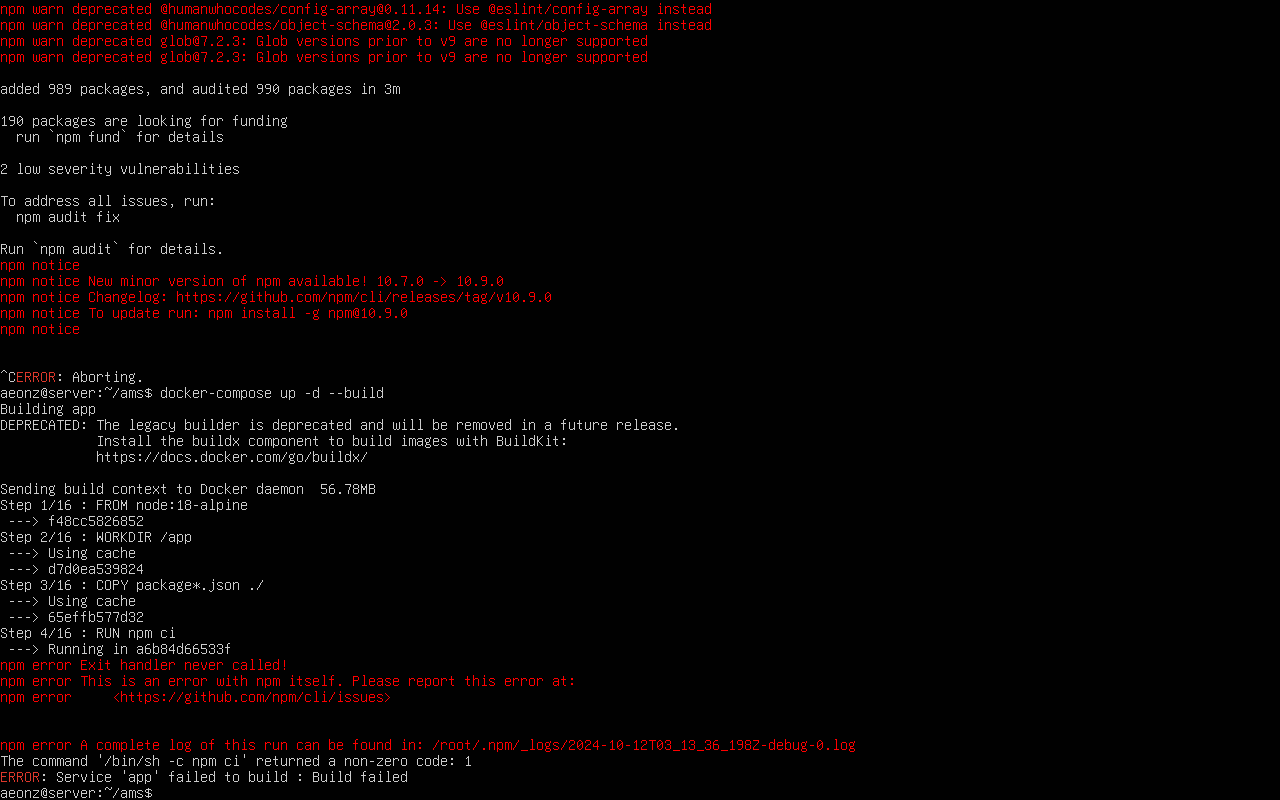 npm warn deprecated @humanwhocodes/config-array@0.11.14: Use @eslint/config-array instead
npm warn deprecated @humanwhocodes/object-schema@2.0.3: Use @eslint/object-schema instead
npm warn deprecated glob@7.2.3: Glob versions prior to v9 are no longer supported
npm warn deprecated glob@7.2.3: Glob versions prior to v9 are no longer supported
added 989 packages, and audited 990 packages in 3m
190 packages are looking for funding
  run `npm fund` for details
2 low severity vulnerabilities
To address all issues, run:
  npm audit fix
Run `npm audit` for details.
npm notice
npm notice New minor version of npm available! 10.7.0 -> 10.9.0
npm notice Changelog: https://github.com/npm/cli/releases/tag/v10.9.0
npm notice To update run: npm install -g npm@10.9.0
npm notice
^CERROR: Aborting.
aeonz@server:~/ams$ docker-compose up -d --build
Building app
DEPRECATED: The legacy builder is deprecated and will be removed in a future release.
            Install the buildx component to build images with BuildKit:
            https://docs.docker.com/go/buildx/
Sending build context to Docker daemon  56.78MB
Step 1/16 : FROM node:18-alpine
 ---> f48cc5826852
Step 2/16 : WORKDIR /app
 ---> Using cache
 ---> d7d0ea539824
Step 3/16 : COPY package*.json ./
 ---> Using cache
 ---> 65effb577d32
Step 4/16 : RUN npm ci
 ---> Running in a6b84d66533f
npm error Exit handler never called!
npm error This is an error with npm itself. Please report this error at:
npm error     <https://github.com/npm/cli/issues>
npm error A complete log of this run can be found in: /root/.npm/_logs/2024-10-12T03_13_36_198Z-debug-0.log
The command '/bin/sh -c npm ci' returned a non-zero code: 1
ERROR: Service 'app' failed to build : Build failed
aeonz@server:~/ams$